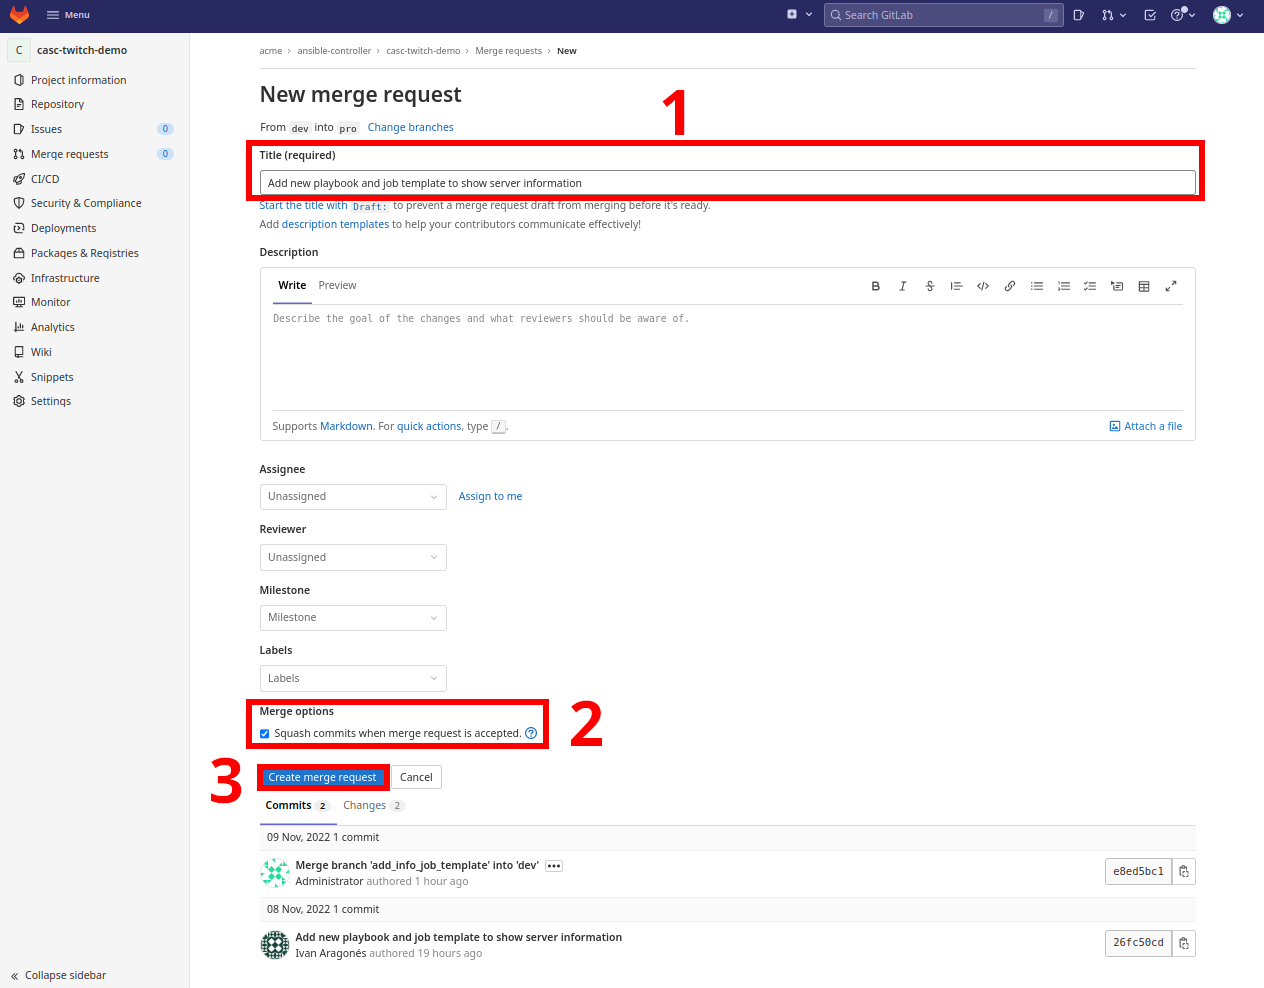 Menu
Search GitLab /
C casc-twitch-demo
Project information
Repository
Issues 0
Merge requests 0
CI/CD
Security & Compliance
Deployments
Packages & Registries
Infrastructure
Monitor
Analytics
Wiki
Snippets
Settings
Collapse sidebar
acme › ansible-controller › casc-twitch-demo › Merge requests › New
New merge request
1
From dev into pro Change branches
Title (required)
Add new playbook and job template to show server information
Start the title with Draft: to prevent a merge request draft from merging before it's ready.
Add description templates to help your contributors communicate effectively!
Description
Write Preview
Describe the goal of the changes and what reviewers should be aware of.
Supports Markdown. For quick actions, type /.
Attach a file
Assignee
Unassigned
Assign to me
Reviewer
Unassigned
Milestone
Milestone
Labels
Labels
Merge options
Squash commits when merge request is accepted.
2
3
Create merge request
Cancel
Commits 2 Changes 2
09 Nov, 2022 1 commit
Merge branch 'add_info_job_template' into 'dev'
Administrator authored 1 hour ago
e8ed5bc1
08 Nov, 2022 1 commit
Add new playbook and job template to show server information
Ivan Aragonés authored 19 hours ago
26fc50cd